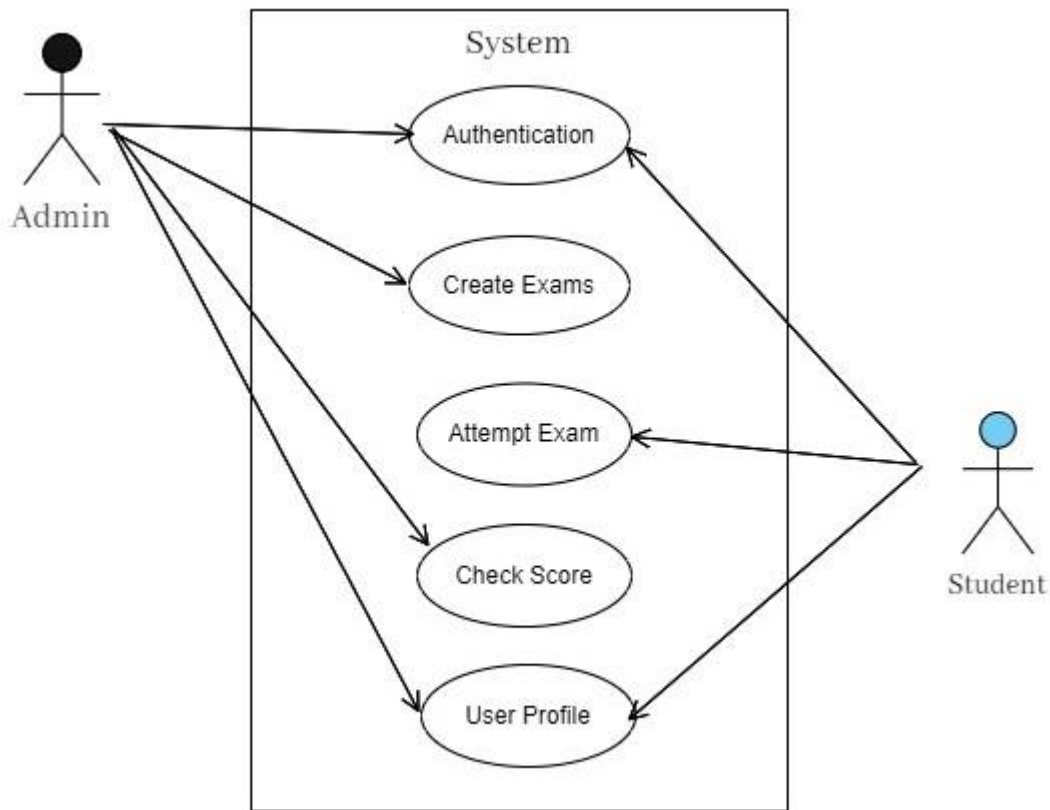 System
Authentication
Admin
Create Exams
Attempt Exam
Check Score
Student
User Profile